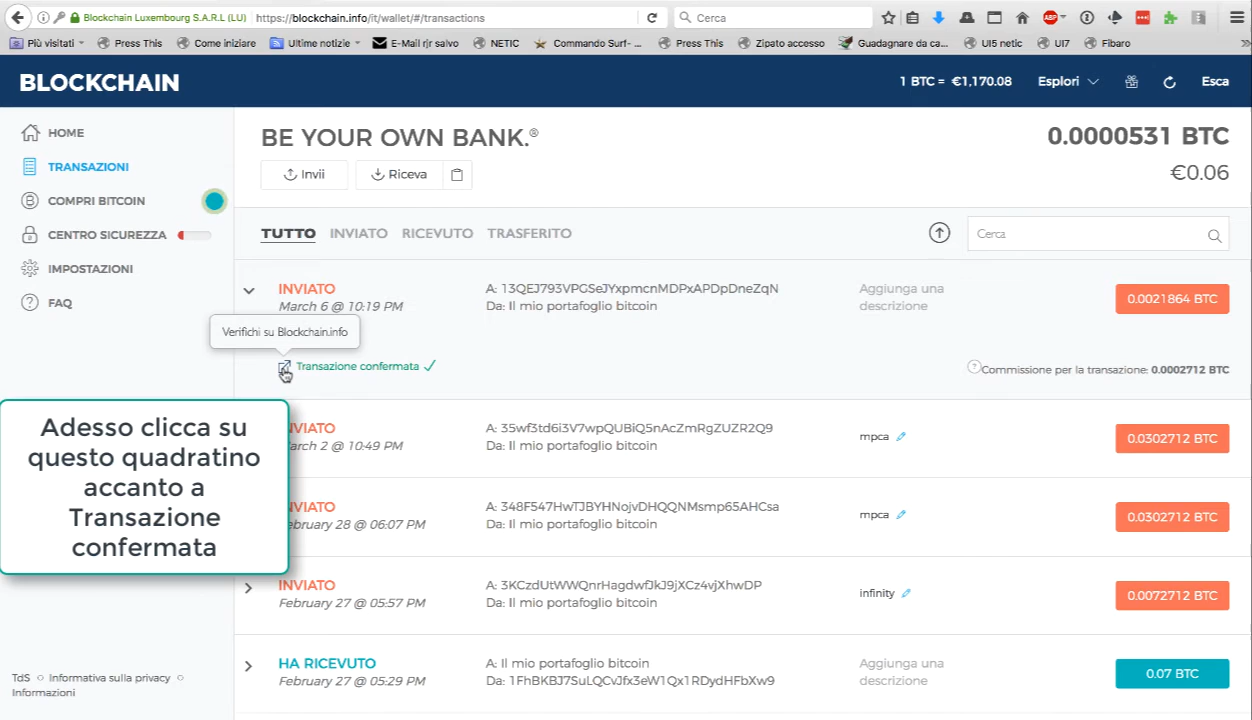 Blockchain Luxembourg S.A.R.L (LU)
https://blockchain.info/it/wallet/#/transactions
Cerca
ABP
Più visitati
Press This
Come iniziare
Ultime notizie
E-Mail rjr salvo
NETIC
Commando Surf- ...
Press This
Zipato accesso
Guadagnare da ca...
UI5 netic
UI7
Fibaro
BLOCKCHAIN
1 BTC = €1,170.08
Esplori
Esca
HOME
TRANSAZIONI
COMPRI BITCOIN
CENTRO SICUREZZA
IMPOSTAZIONI
FAQ
BE YOUR OWN BANK.®
0.0000531 BTC
€0.06
Invii
Riceva
TUTTO
INVIATO
RICEVUTO
TRASFERITO
Cerca
INVIATO
March 6 @ 10:19 PM
A: 13QEJ793VPGSeJYxpmcnMDPxAPDpDneZqN
Da: Il mio portafoglio bitcoin
Aggiunga una
descrizione
0.0021864 BTC
Verifichi su Blockchain.info
Transazione confermata
Commissione per la transazione: 0.0002712 BTC
Adesso clicca su
questo quadratino
accanto a
Transazione
confermata
NVIATO
arch 2 @ 10:49 PM
A: 35wf3td6i3V7wpQUBiQ5nAcZmRgZUZR2Q9
Da: Il mio portafoglio bitcoin
mpca
0.0302712 BTC
NVIATO
ebruary 28 @ 06:07 PM
A: 348F547HwTJBYHNojvDHQQNMsmp65AHCsa
Da: Il mio portafoglio bitcoin
mpca
0.0302712 BTC
INVIATO
February 27 @ 05:57 PM
A: 3KCzdUtWWQnrHagdwfJkJ9jXCz4vjXhwDP
Da: Il mio portafoglio bitcoin
infinity
0.0072712 BTC
HA RICEVUTO
February 27 @ 05:29 PM
A: Il mio portafoglio bitcoin
Da: 1FhBKBJ7SuLQCvJfx3eW1Qx1RDydHFbXw9
Aggiunga una
descrizione
0.07 BTC
TdS
Informativa sulla privacy
Informazioni